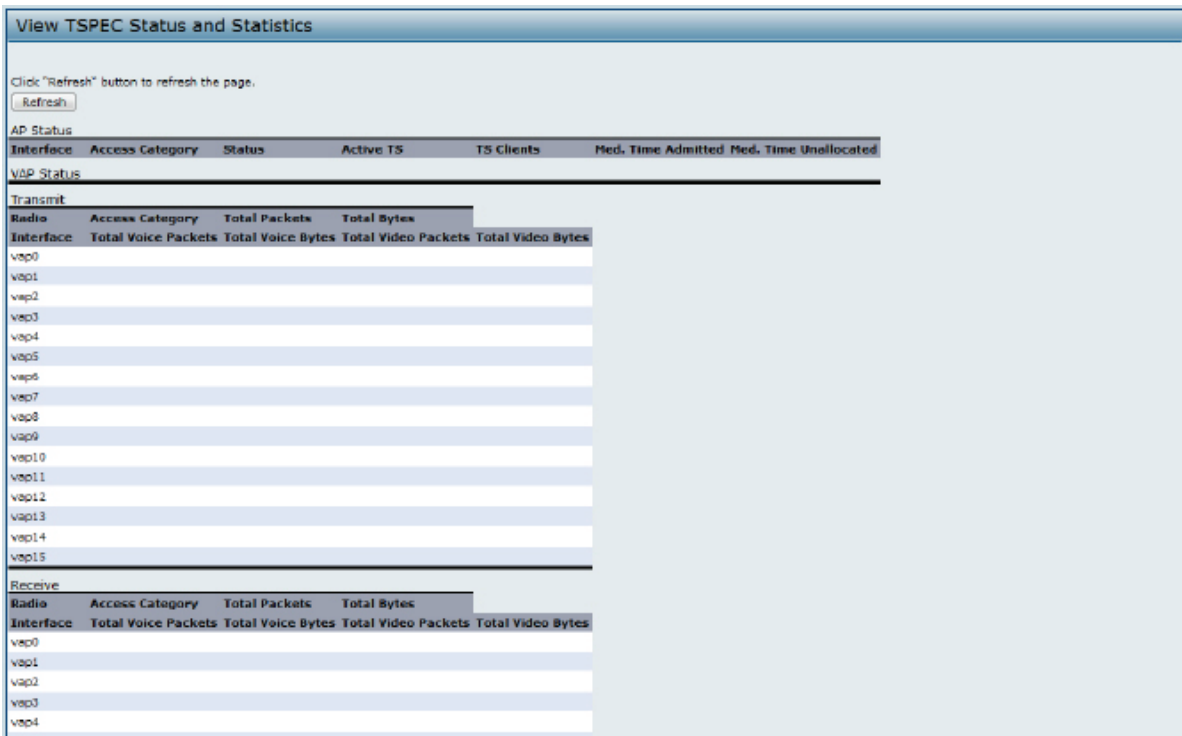 View TSPEC Status and Statistics
Click "Refresh" button to refresh the page.
Refresh
AP Status
Interface Access Category Status Active TS TS Clients Med. Time Admitted Med. Time Unallocated
VAP Status
Transmit
Radio Access Category Total Packets Total Bytes
Interface Total Voice Packets Total Voice Bytes Total Video Packets Total Video Bytes
vap0
vap1
vap2
vap3
vap4
vap5
vap6
vap7
vap8
vap9
vap10
vap11
vap12
vap13
vap14
vap15
Receive
Radio Access Category Total Packets Total Bytes
Interface Total Voice Packets Total Voice Bytes Total Video Packets Total Video Bytes
vap0
vap1
vap2
vap3
vap4